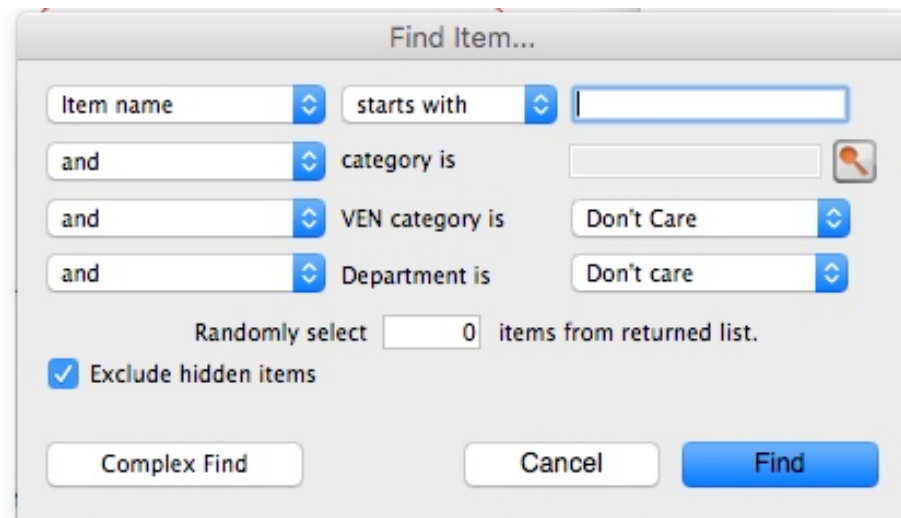 Find Item...
Item name starts with
and category is
and VEN category is Don't Care
and Department is Don't care
Randomly select 0 items from returned list.
Exclude hidden items
Complex Find Cancel Find